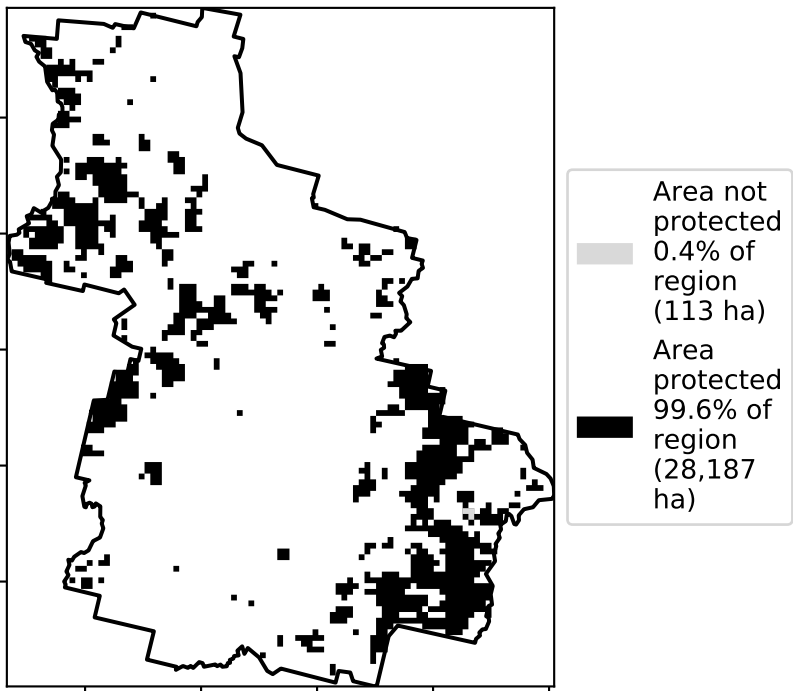 Area not
protected
0.4% of
region
(113 ha)
Area
protected
99.6% of
region
(28,187
ha)